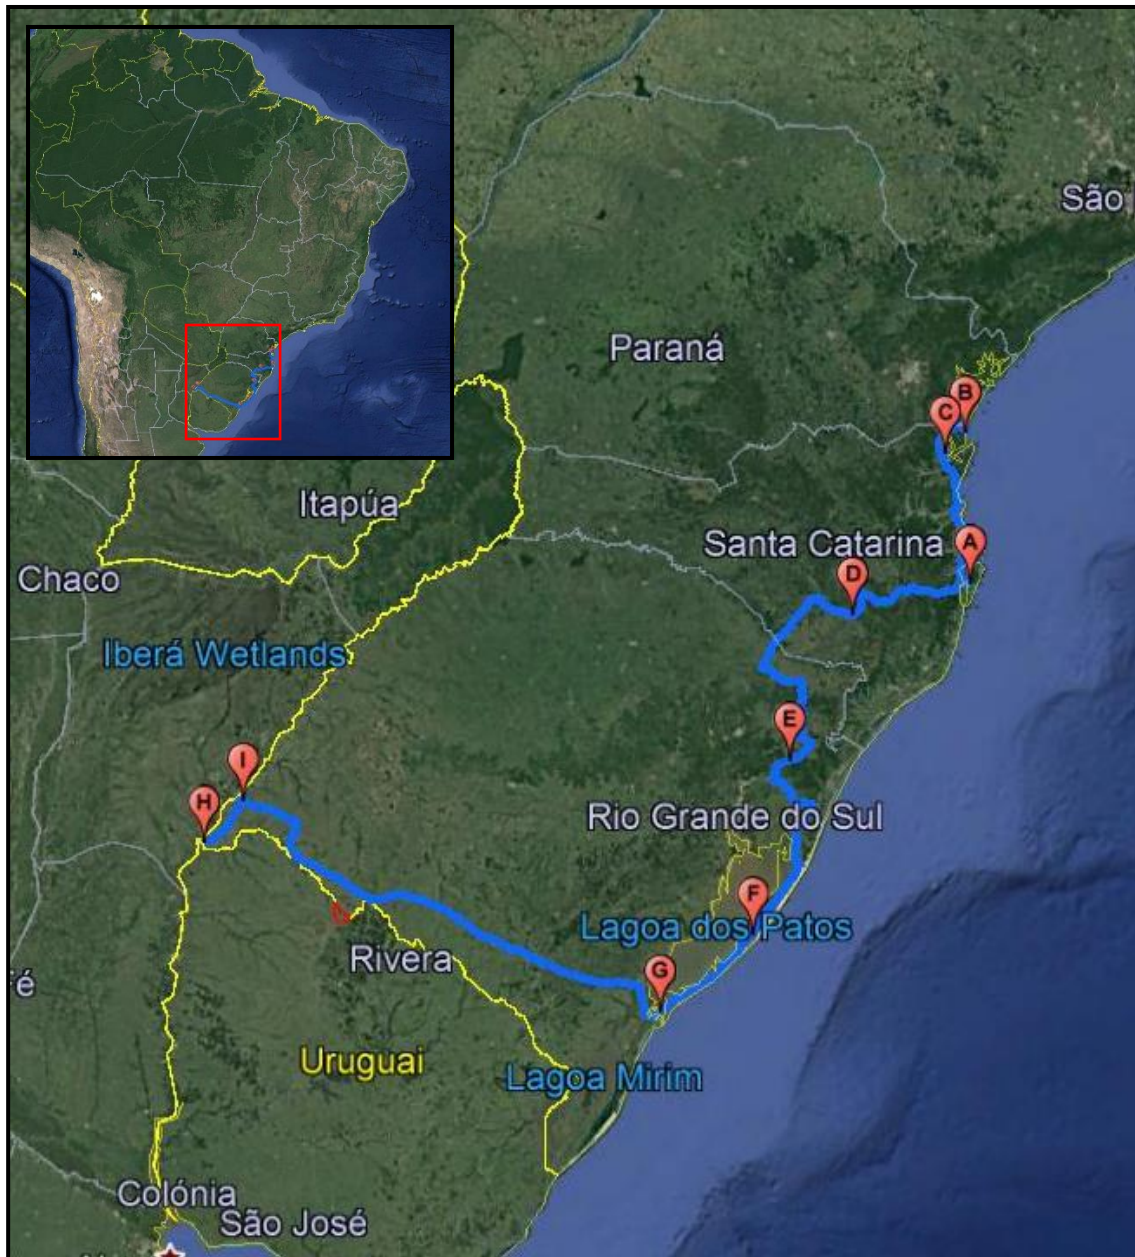 São
Paraná
B
C
Itapúa
Santa Catarina
A
Chaco
D
Iberá Wetlands
E
I
H
Rio Grande do Sul
F
Lagoa dos Patos
Rivera
G
fé
Uruguai
Lagoa Mirim
Colónia
São José